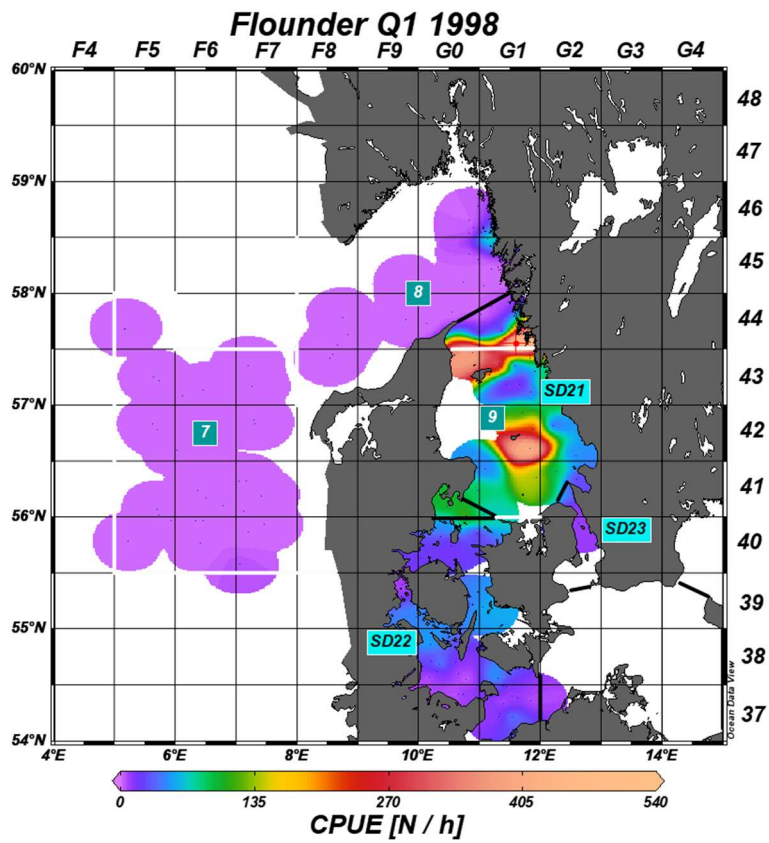 Flounder Q1 1998
F4 F5 F6 F7 F8 F9 G0 G1 G2 G3 G4
60°N
48
47
59°N
46
45
58°N
8
44
43
SD21
57°N
9
7
42
41
56°N
SD23
40
39
55°N
SD22
38
37
54°N
4°E 6°E 8°E 10°E 12°E 14°E
Ocean Data View
0 135 270 405 540
CPUE [N / h]